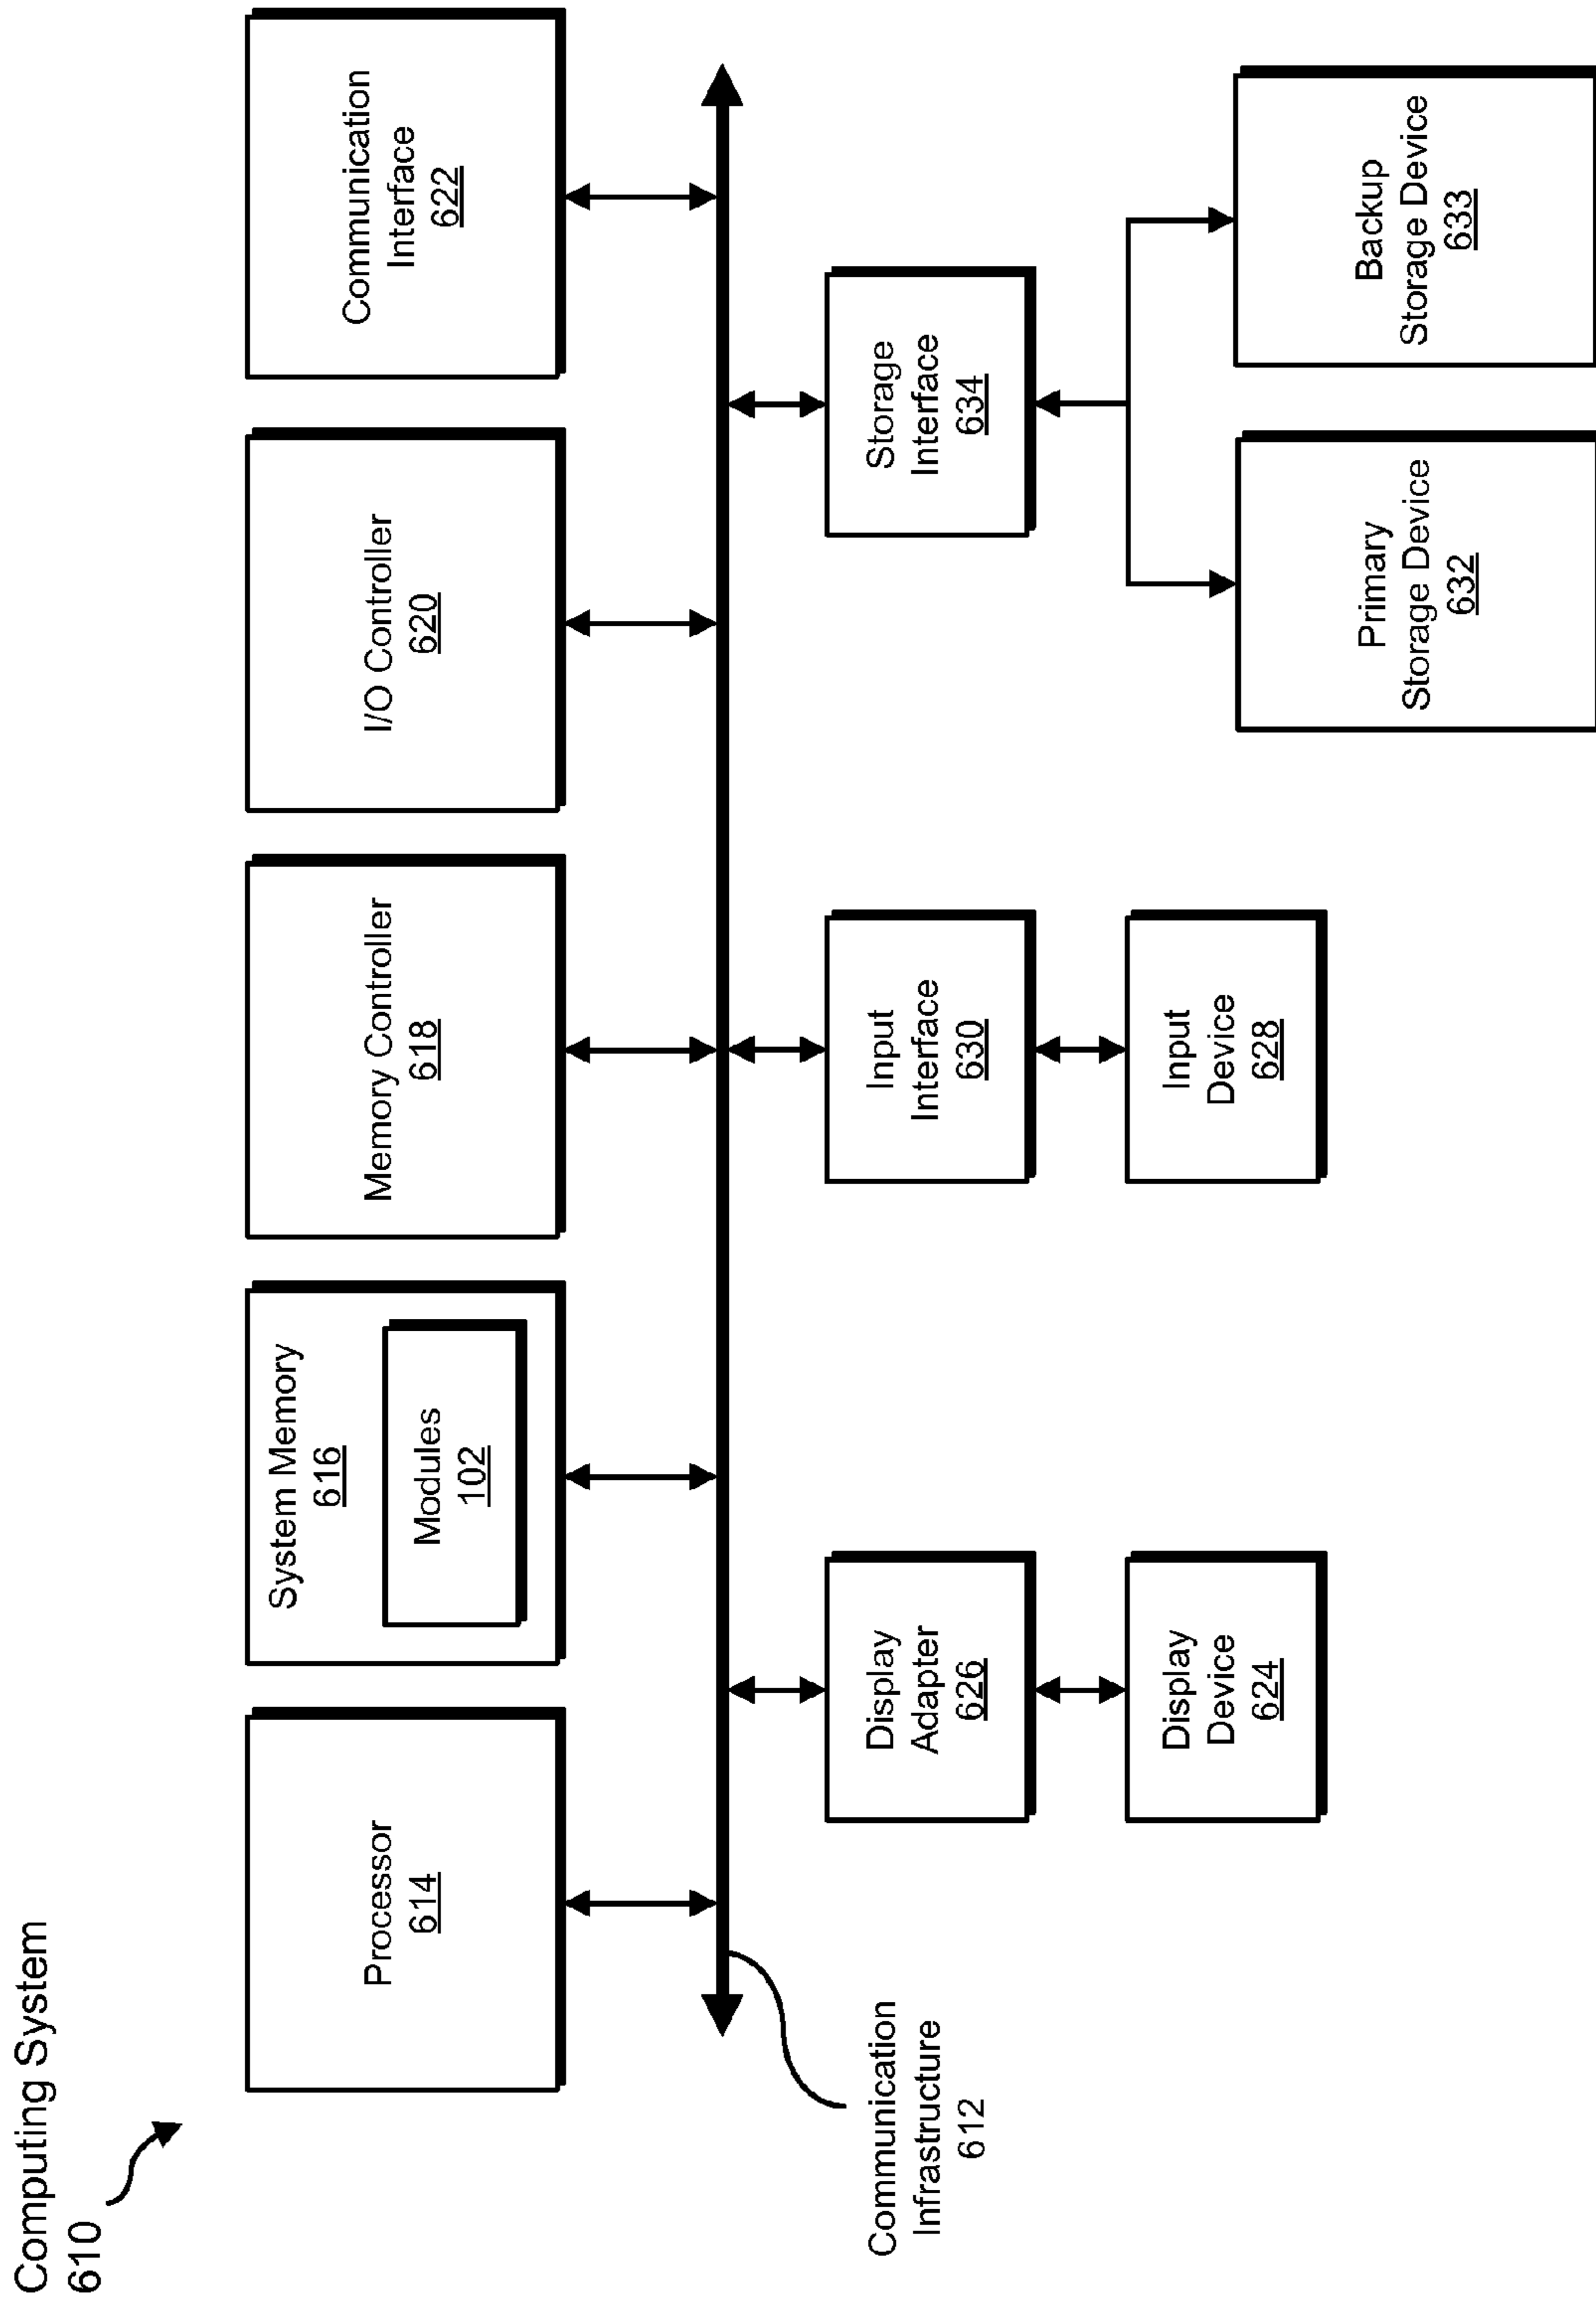 Computing System
610
Processor
614
System Memory
616
Modules
102
Memory Controller
618
I/O Controller
620
Communication
Interface
622
Communication
Infrastructure
612
Display
Adapter
626
Input
Interface
630
Storage
Interface
634
Display
Device
624
Input
Device
628
Primary
Storage Device
632
Backup
Storage Device
633